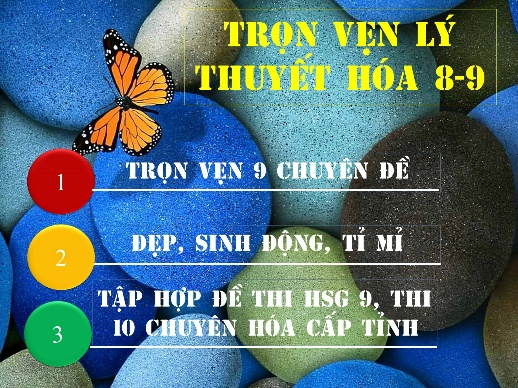 TRỌN VẸN LÝ
THUYẾT HÓA 8-9
1
TRỌN VẸN 9 CHUYÊN ĐỀ
2
ĐẸP, SINH ĐỘNG, TỈ MỈ
3
TẬP HỢP ĐỀ THI HSG 9, THI
10 CHUYÊN HÓA CẤP TỈNH